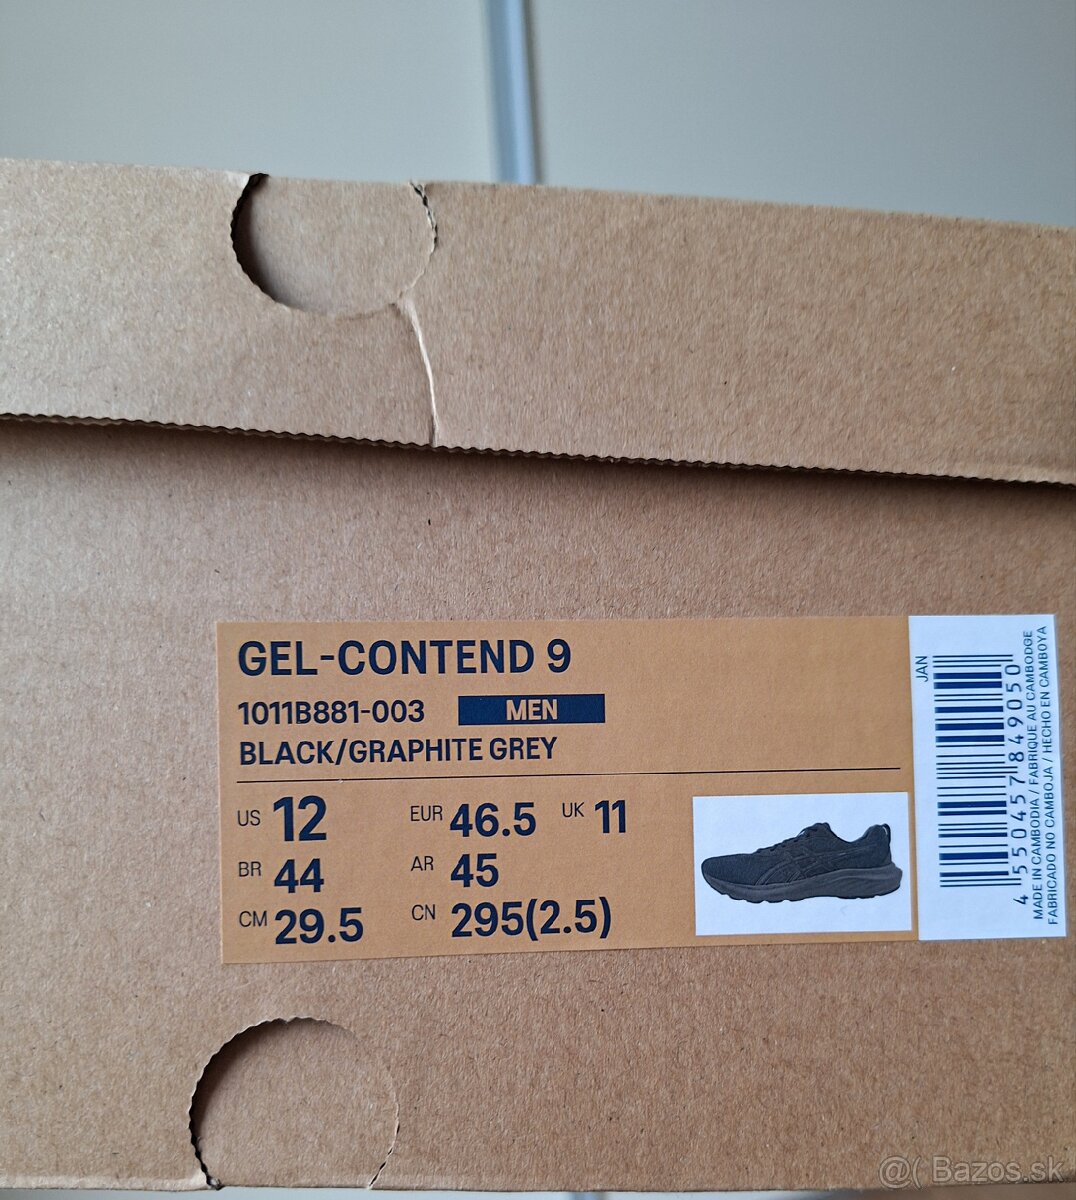 GEL-CONTEND 9
1011B881-003 MEN
BLACK/GRAPHITE GREY
US 12 EUR 46.5 UK 11
BR 44 AR 45
CM 29.5 CN 295(2.5)
JAN
4 550457 849050
MADE IN CAMBODIA / FABRIQUE AU CAMBODGE
FABRICADO NO CAMBOJA / HECHO EN CAMBOYA
@( Bazos.sk